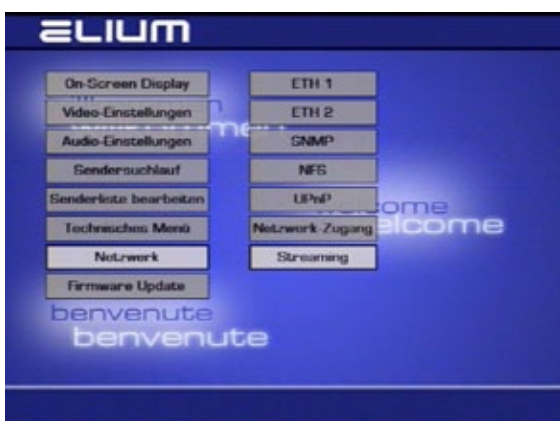 ELIUM
On-Screen Display
Video-Einstellungen
Audio-Einstellungen
Sendersuchlauf
Senderliste bearbeiten
Technisches Menü
Netzwerk
Firmware Update
ETH 1
ETH 2
SNMP
NFS
UPnP
Netzwerk-Zugang
Streaming
welcome
welcome
benvenute
benvenute